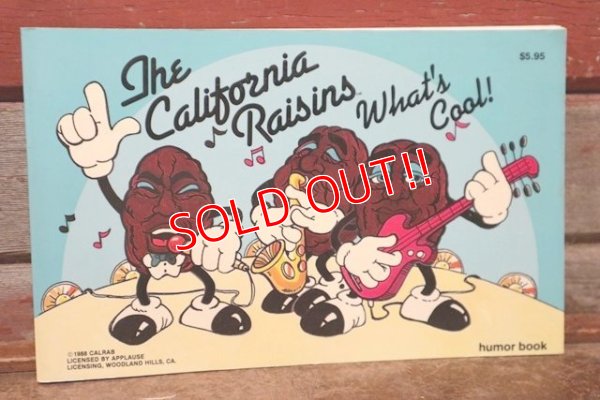 $5.95
The
California
Raisins™
What's
Cool!
SOLD OUT!!
© 1988 CALRAB
LICENSED BY APPLAUSE
LICENSING, WOODLAND HILLS, CA.
humor book